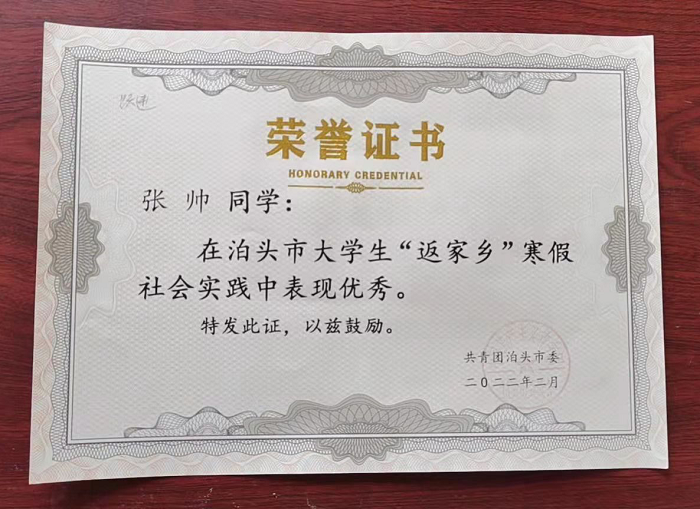 荣誉证书
HONORARY CREDENTIAL
张 帅 同学：
在泊头市大学生“返家乡”寒假
社会实践中表现优秀。
特发此证，以兹鼓励。
共青团泊头市委
二〇二二年二月